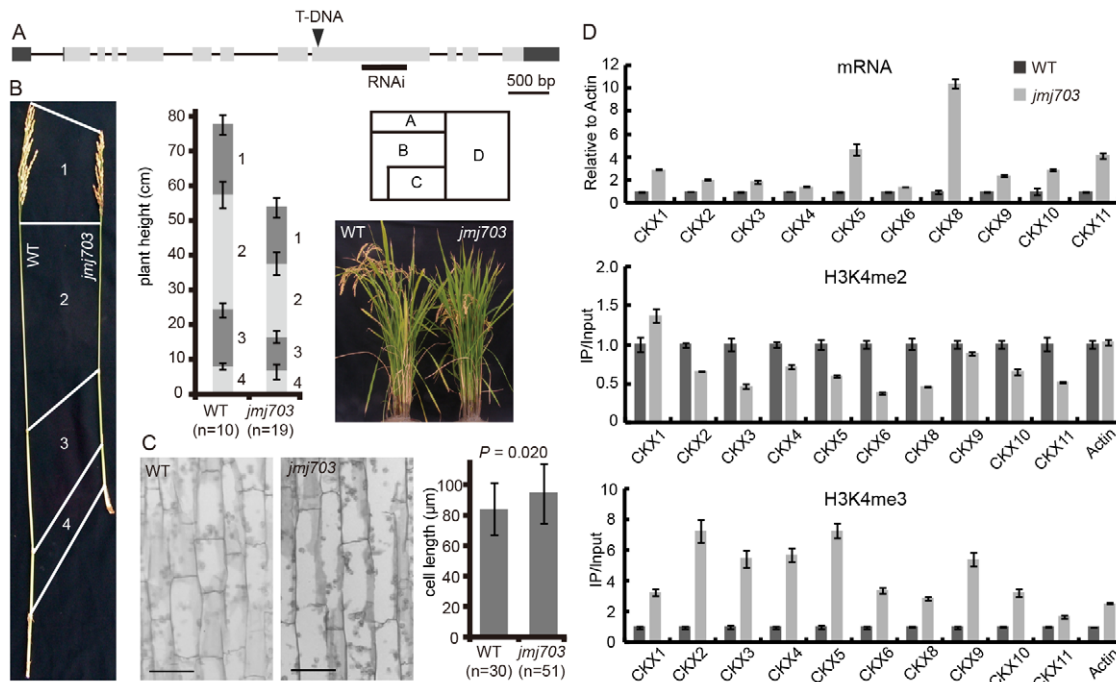 A
T-DNA
RNAi
500 bp
B
1
WT
jmj703
2
3
4
plant height (cm)
80
70
60
50
40
30
20
10
0
1
2
3
4
1
2
3
4
WT
(n=10)
jmj703
(n=19)
A
B
C
D
WT
jmj703
C
WT
jmj703
P = 0.020
cell length (µm)
100
80
60
40
20
0
WT
(n=30)
jmj703
(n=51)
D
WT
jmj703
mRNA
Relative to Actin
12
10
8
6
4
2
0
CKX1 CKX2 CKX3 CKX4 CKX5 CKX6 CKX8 CKX9 CKX10 CKX11
H3K4me2
IP/Input
2.0
1.5
1.0
0.5
0
CKX1 CKX2 CKX3 CKX4 CKX5 CKX6 CKX8 CKX9 CKX10 CKX11 Actin
H3K4me3
IP/Input
10
8
6
4
2
0
CKX1 CKX2 CKX3 CKX4 CKX5 CKX6 CKX8 CKX9 CKX10 CKX11 Actin